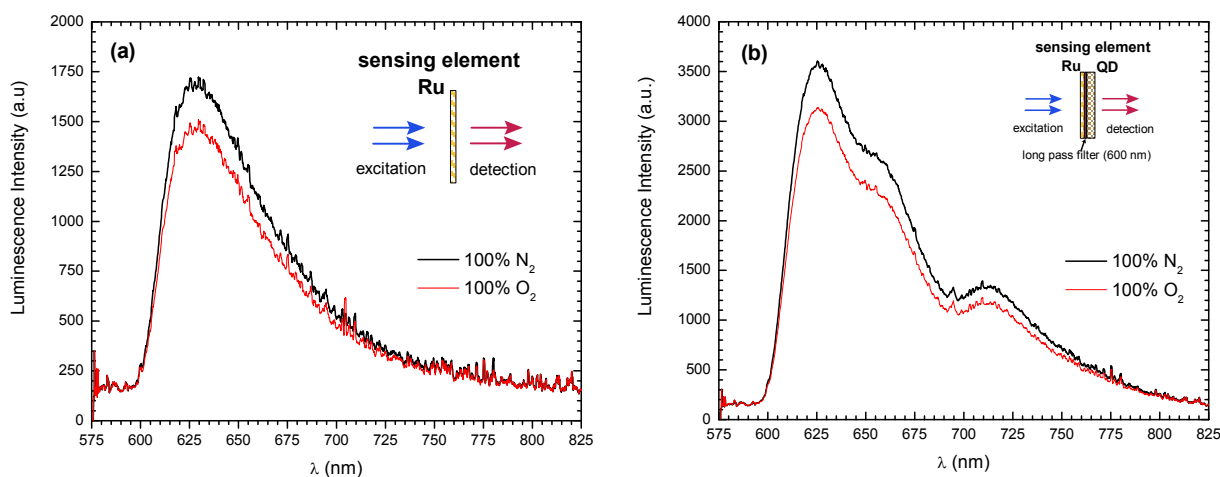 (a)
sensing element
Ru
excitation
detection
100% N₂
100% O₂
Luminescence Intensity (a.u)
2000
1750
1500
1250
1000
750
500
250
0
575 600 625 650 675 700 725 750 775 800 825
λ (nm)
(b)
sensing element
Ru QD
excitation
detection
long pass filter (600 nm)
100% N₂
100% O₂
Luminescence Intensity (a.u.)
4000
3500
3000
2500
2000
1500
1000
500
0
575 600 625 650 675 700 725 750 775 800 825
λ (nm)